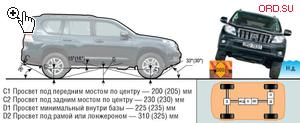 ORD.SU
33°(30°)
C1 Просвет под передним мостом по центру — 200 (205) мм
C2 Просвет под задним мостом по центру — 230 (230) мм
D1 Просвет минимальный внутри базы — 225 (235) мм
D2 Просвет под рамой или лонжероном — 310 (325) мм